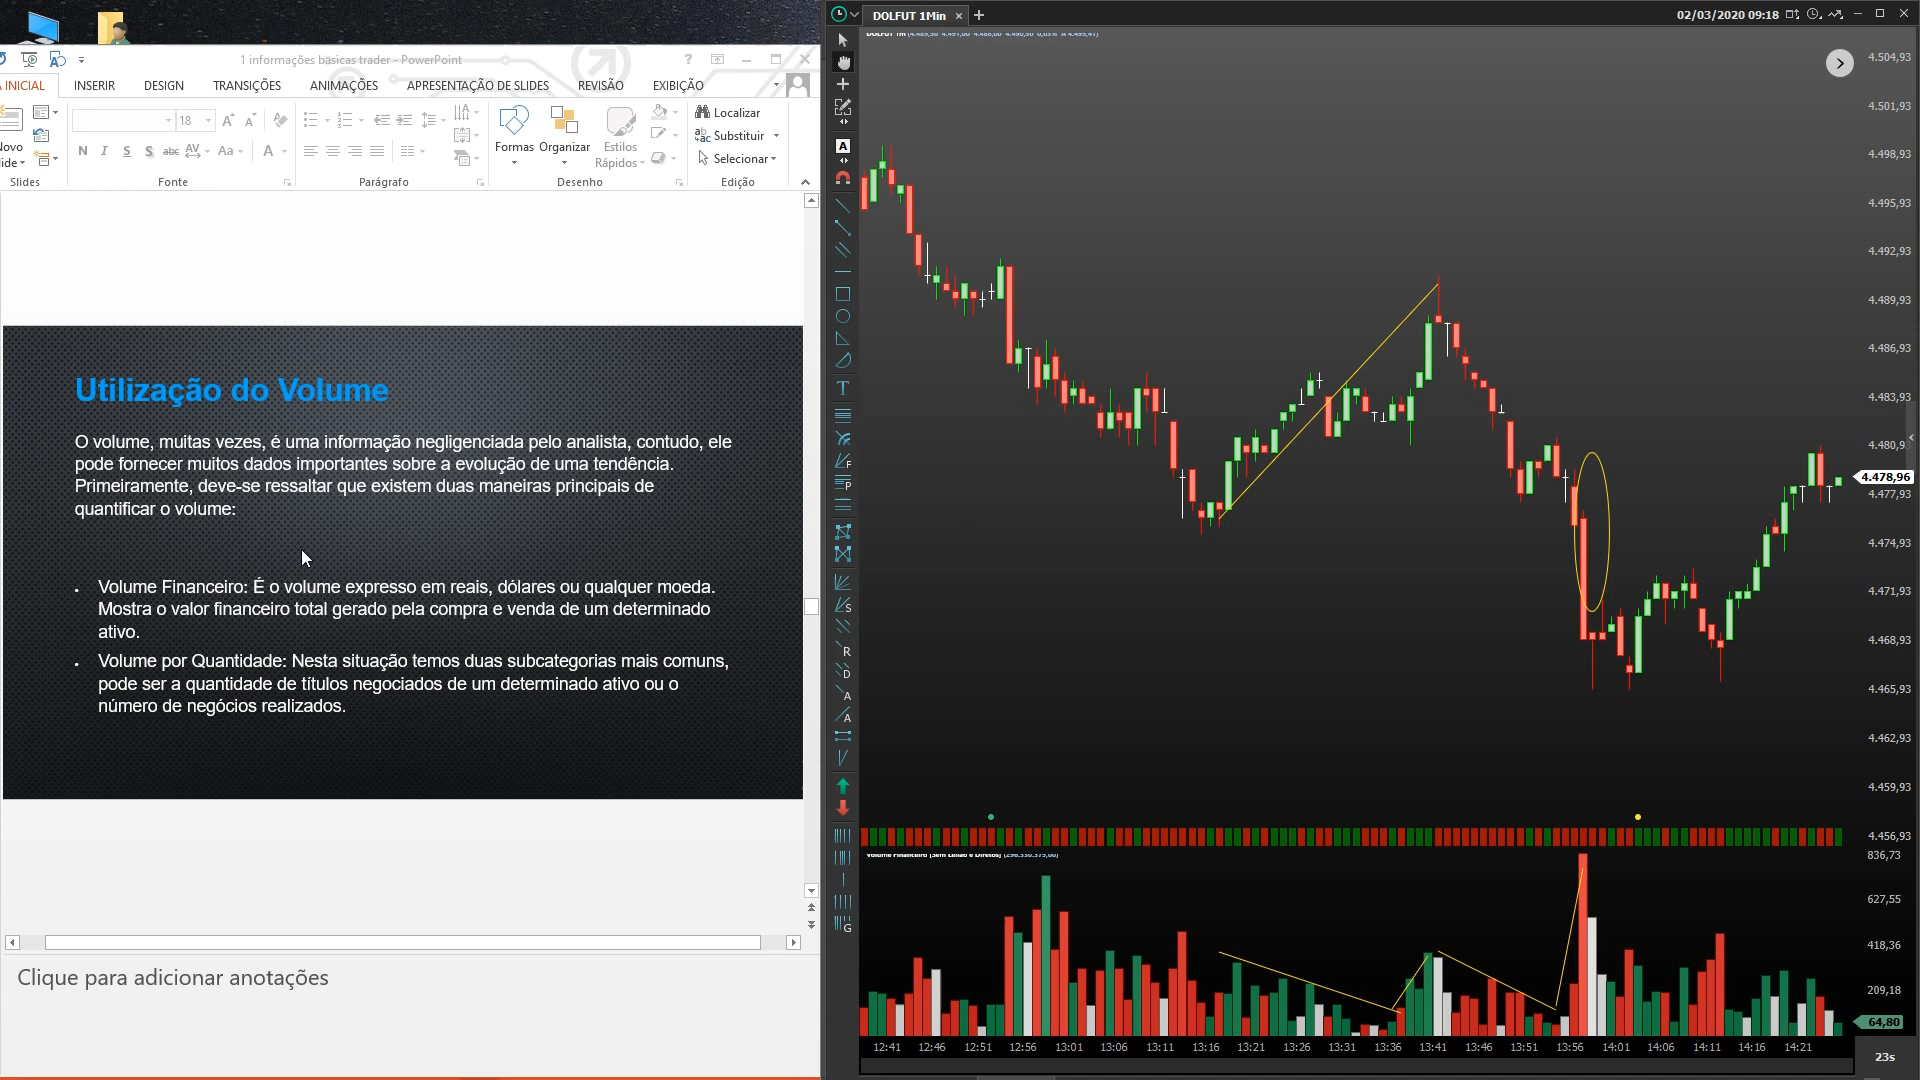 1 informações básicas trader - PowerPoint
INICIAL INSERIR DESIGN TRANSIÇÕES ANIMAÇÕES APRESENTAÇÃO DE SLIDES REVISÃO EXIBIÇÃO
18
Localizar
Substituir
Selecionar
Formas Organizar Estilos
Rápidos
N I S S abc AV Aa A
Slides Fonte Parágrafo Desenho Edição
Utilização do Volume
O volume, muitas vezes, é uma informação negligenciada pelo analista, contudo, ele
pode fornecer muitos dados importantes sobre a evolução de uma tendência.
Primeiramente, deve-se ressaltar que existem duas maneiras principais de
quantificar o volume:
• Volume Financeiro: É o volume expresso em reais, dólares ou qualquer moeda.
Mostra o valor financeiro total gerado pela compra e venda de um determinado
ativo.
• Volume por Quantidade: Nesta situação temos duas subcategorias mais comuns,
pode ser a quantidade de títulos negociados de um determinado ativo ou o
número de negócios realizados.
Clique para adicionar anotações
DOLFUT 1Min
02/03/2020 09:18
4.504,93
4.501,93
4.498,93
4.495,93
4.492,93
4.489,93
4.486,93
4.483,93
4.480,9
4.478,96
4.477,93
4.474,93
4.471,93
4.468,93
4.465,93
4.462,93
4.459,93
4.456,93
836,73
627,55
418,36
209,18
64,80
12:41 12:46 12:51 12:56 13:01 13:06 13:11 13:16 13:21 13:26 13:31 13:36 13:41 13:46 13:51 13:56 14:01 14:06 14:11 14:16 14:21
23s